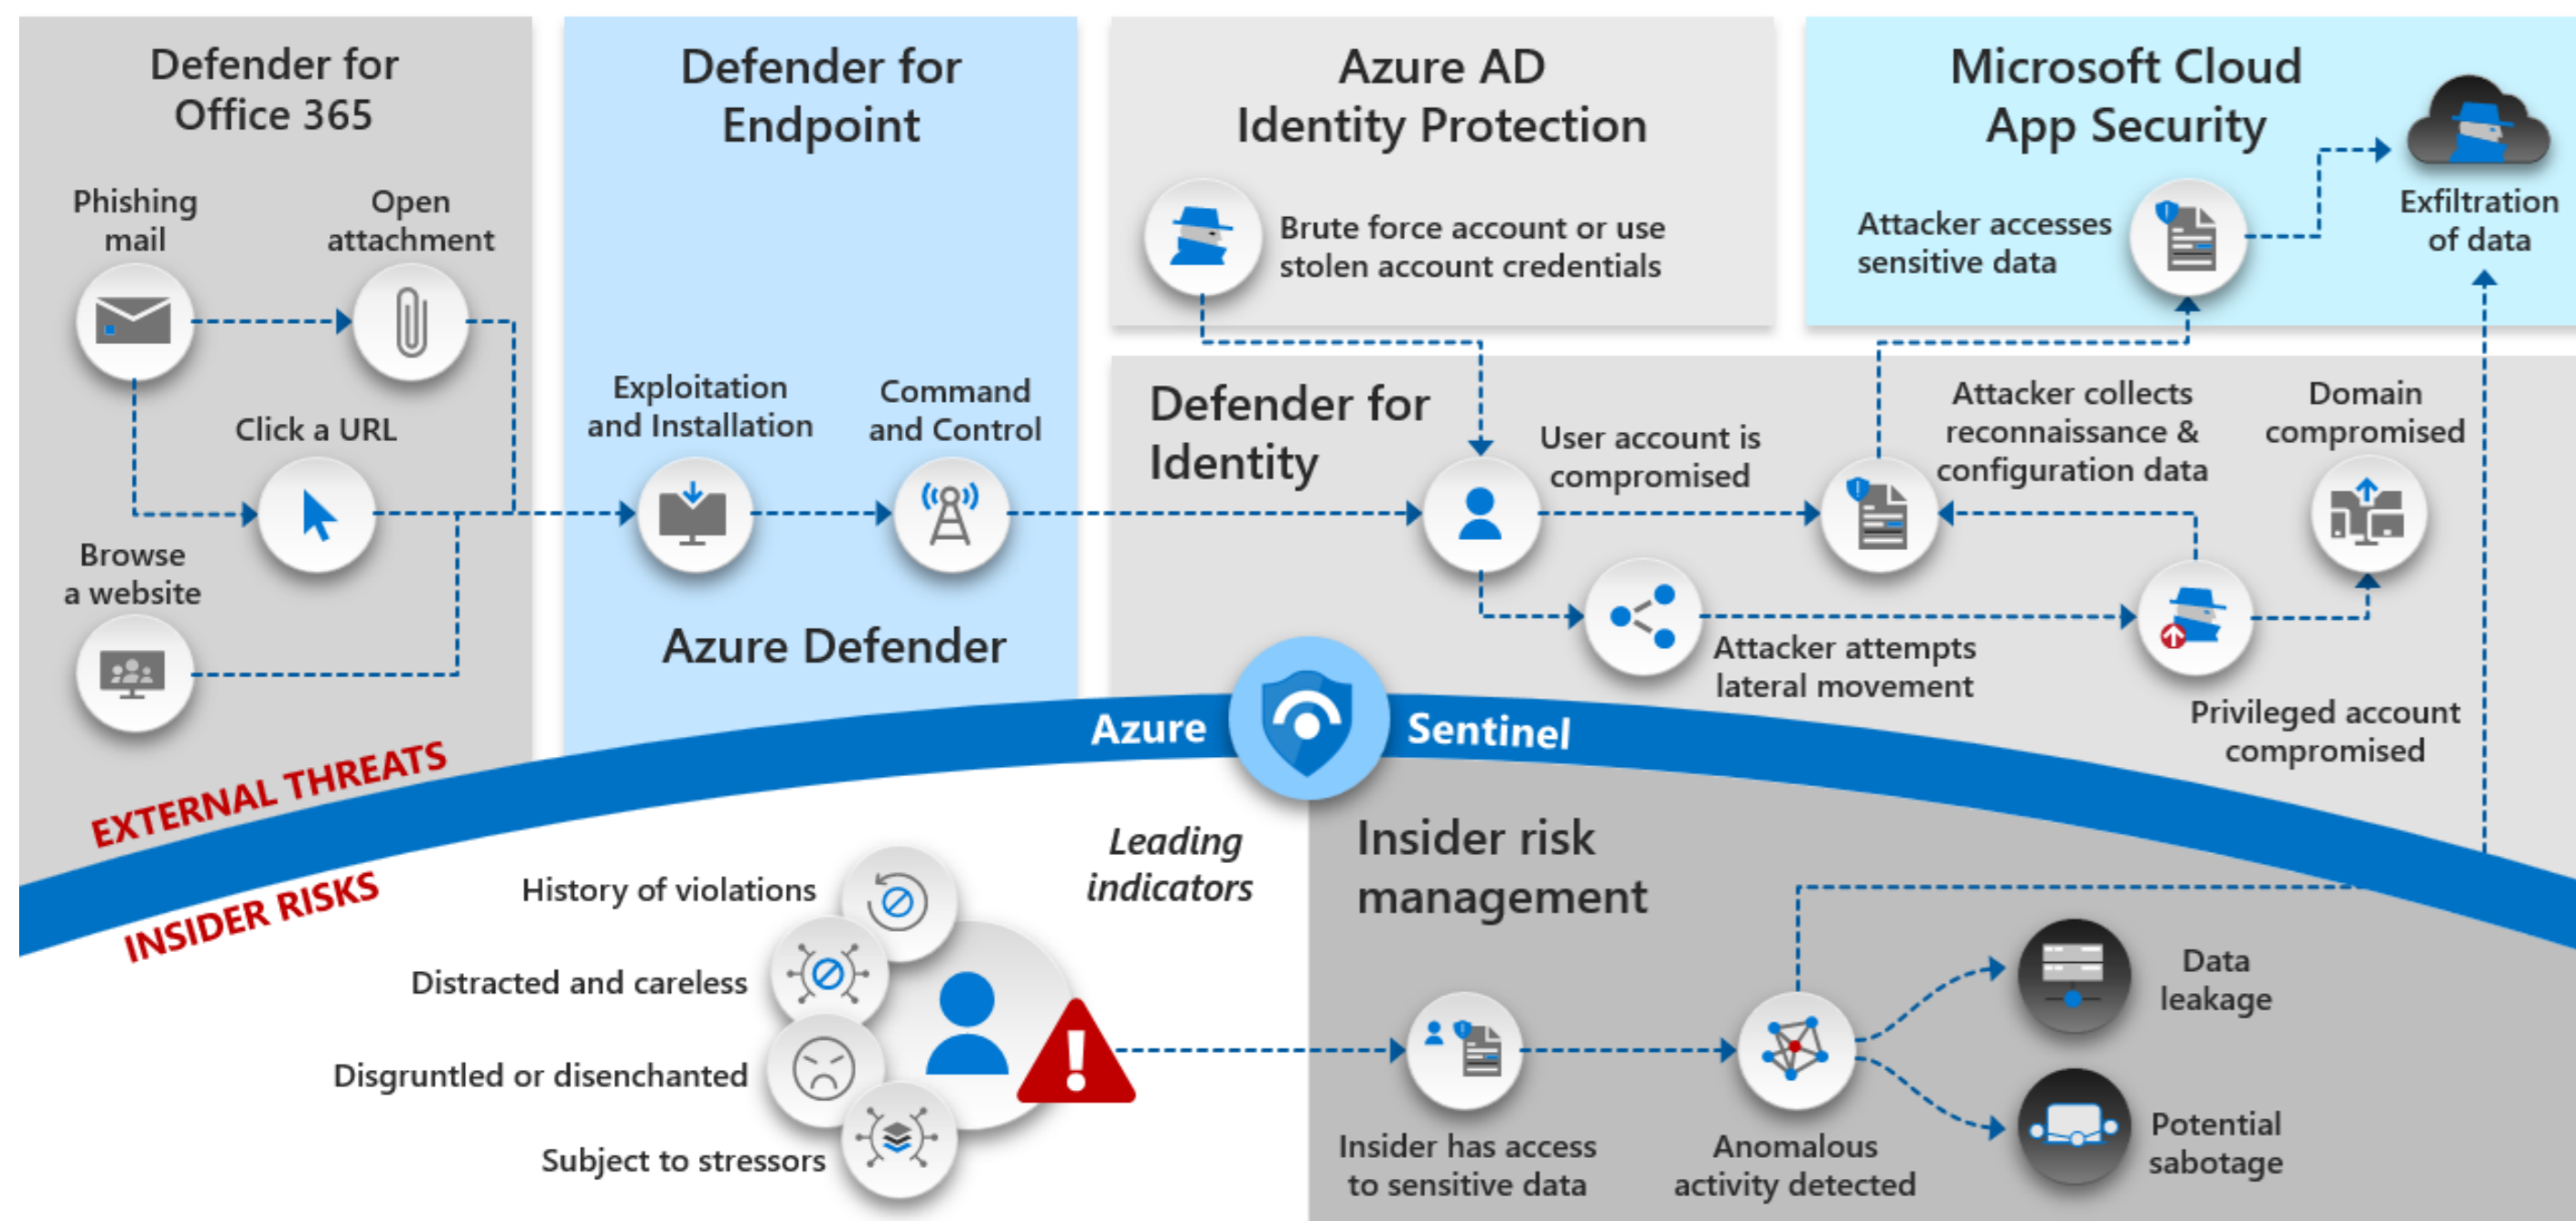 Defender for
Office 365
Phishing
mail
Open
attachment
Click a URL
Browse
a website
Defender for
Endpoint
Exploitation
and Installation
Command
and Control
Azure Defender
Azure AD
Identity Protection
Brute force account or use
stolen account credentials
Microsoft Cloud
App Security
Attacker accesses
sensitive data
Exfiltration
of data
Defender for
Identity
User account is
compromised
Attacker collects
reconnaissance &
configuration data
Domain
compromised
Attacker attempts
lateral movement
Privileged account
compromised
Azure Sentinel
EXTERNAL THREATS
INSIDER RISKS
Leading
indicators
History of violations
Distracted and careless
Disgruntled or disenchanted
Subject to stressors
Insider risk
management
Insider has access
to sensitive data
Anomalous
activity detected
Data
leakage
Potential
sabotage